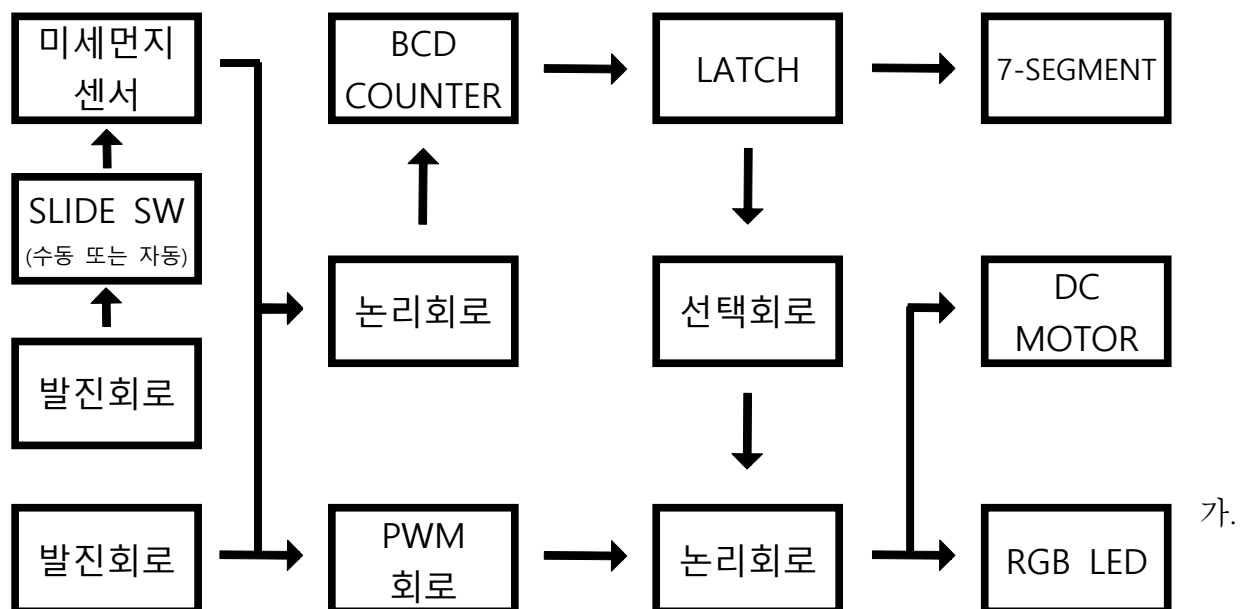 미세먼지
센서
BCD
COUNTER
LATCH
7-SEGMENT
SLIDE SW
(수동 또는 자동)
논리회로
선택회로
DC
MOTOR
발진회로
발진회로
PWM
회로
논리회로
RGB LED
가.